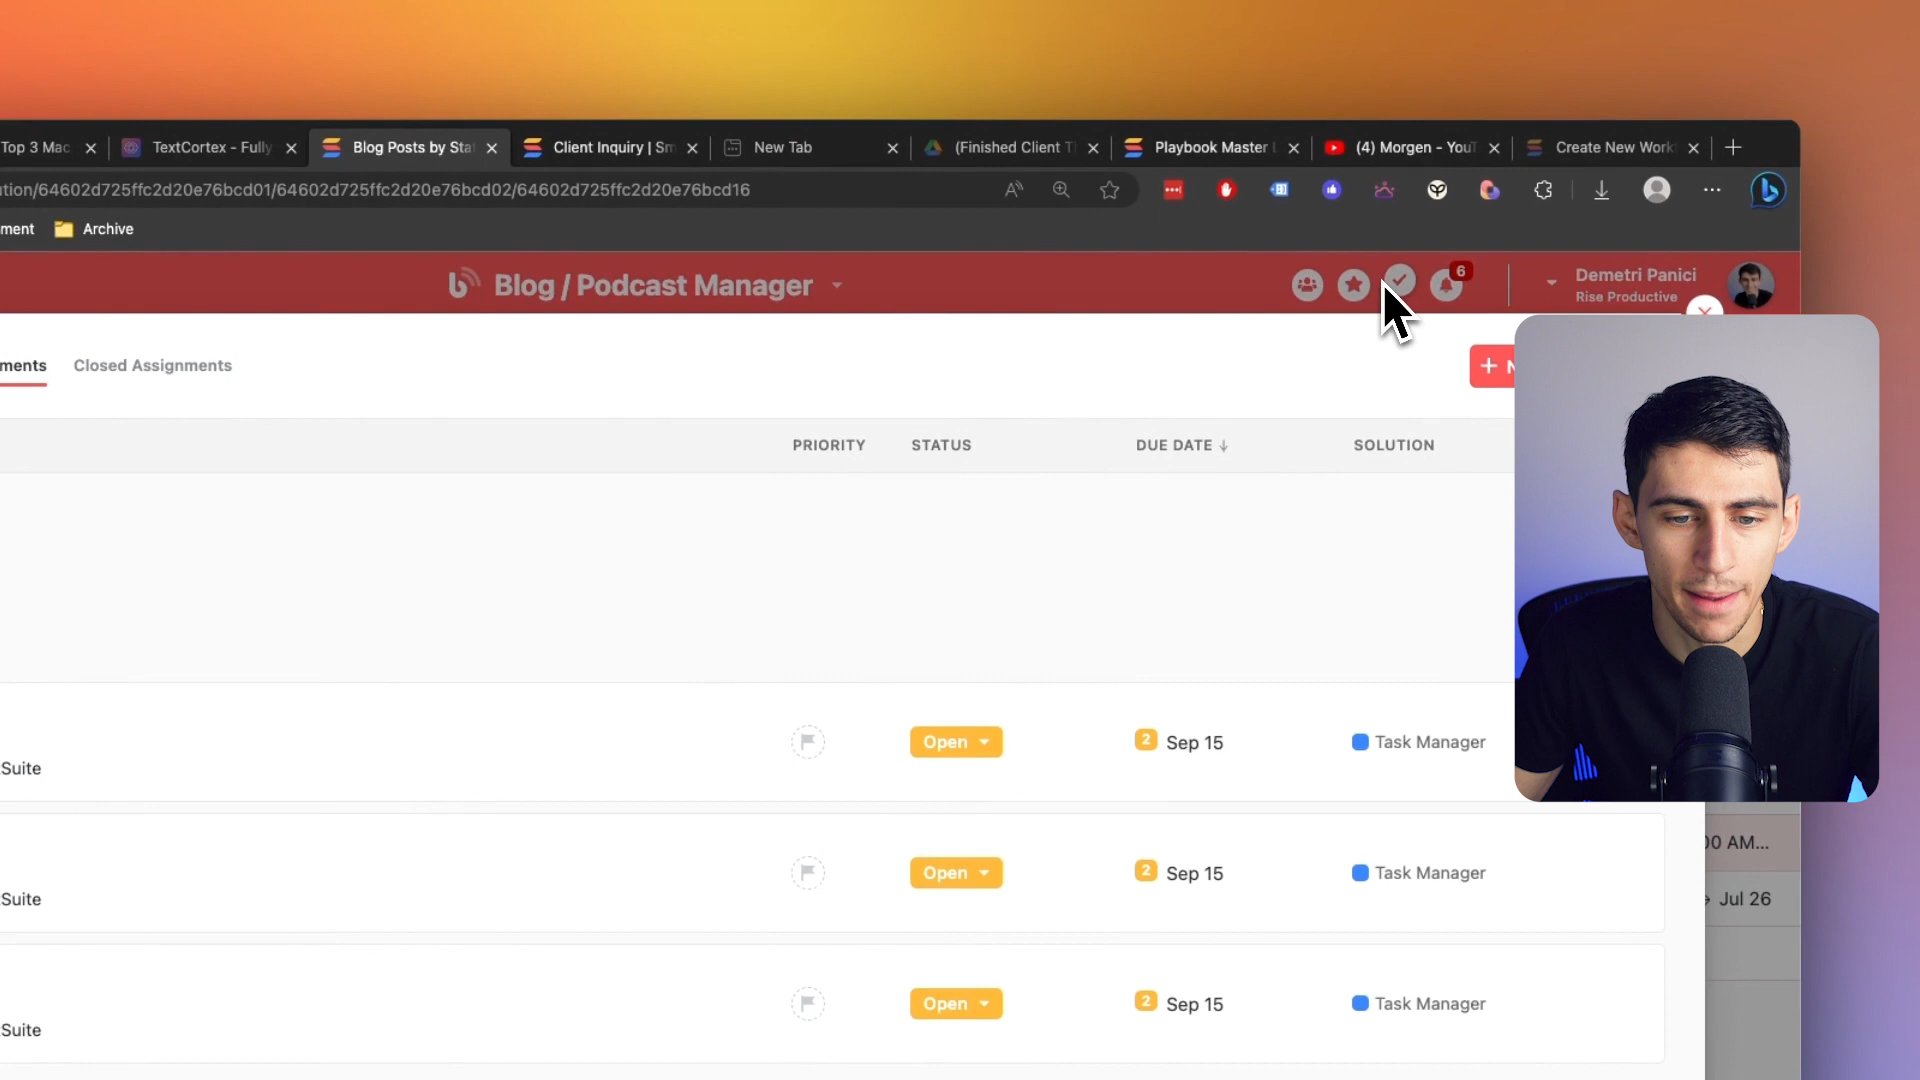 Top 3 Mac
TextCortex - Fully
Blog Posts by Sta
Client Inquiry | Sm
New Tab
(Finished Client T
Playbook Master
(4) Morgen - You
Create New Work
ution/64602d725ffc2d20e76bcd01/64602d725ffc2d20e76bcd02/64602d725ffc2d20e76bcd16
ment
Archive
Blog / Podcast Manager
6
Demetri Panici
Rise Productive
ments
Closed Assignments
+ N
PRIORITY
STATUS
DUE DATE ↓
SOLUTION
Suite
Open
2 Sep 15
Task Manager
Suite
Open
2 Sep 15
Task Manager
Suite
Open
2 Sep 15
Task Manager
00 AM...
Jul 26